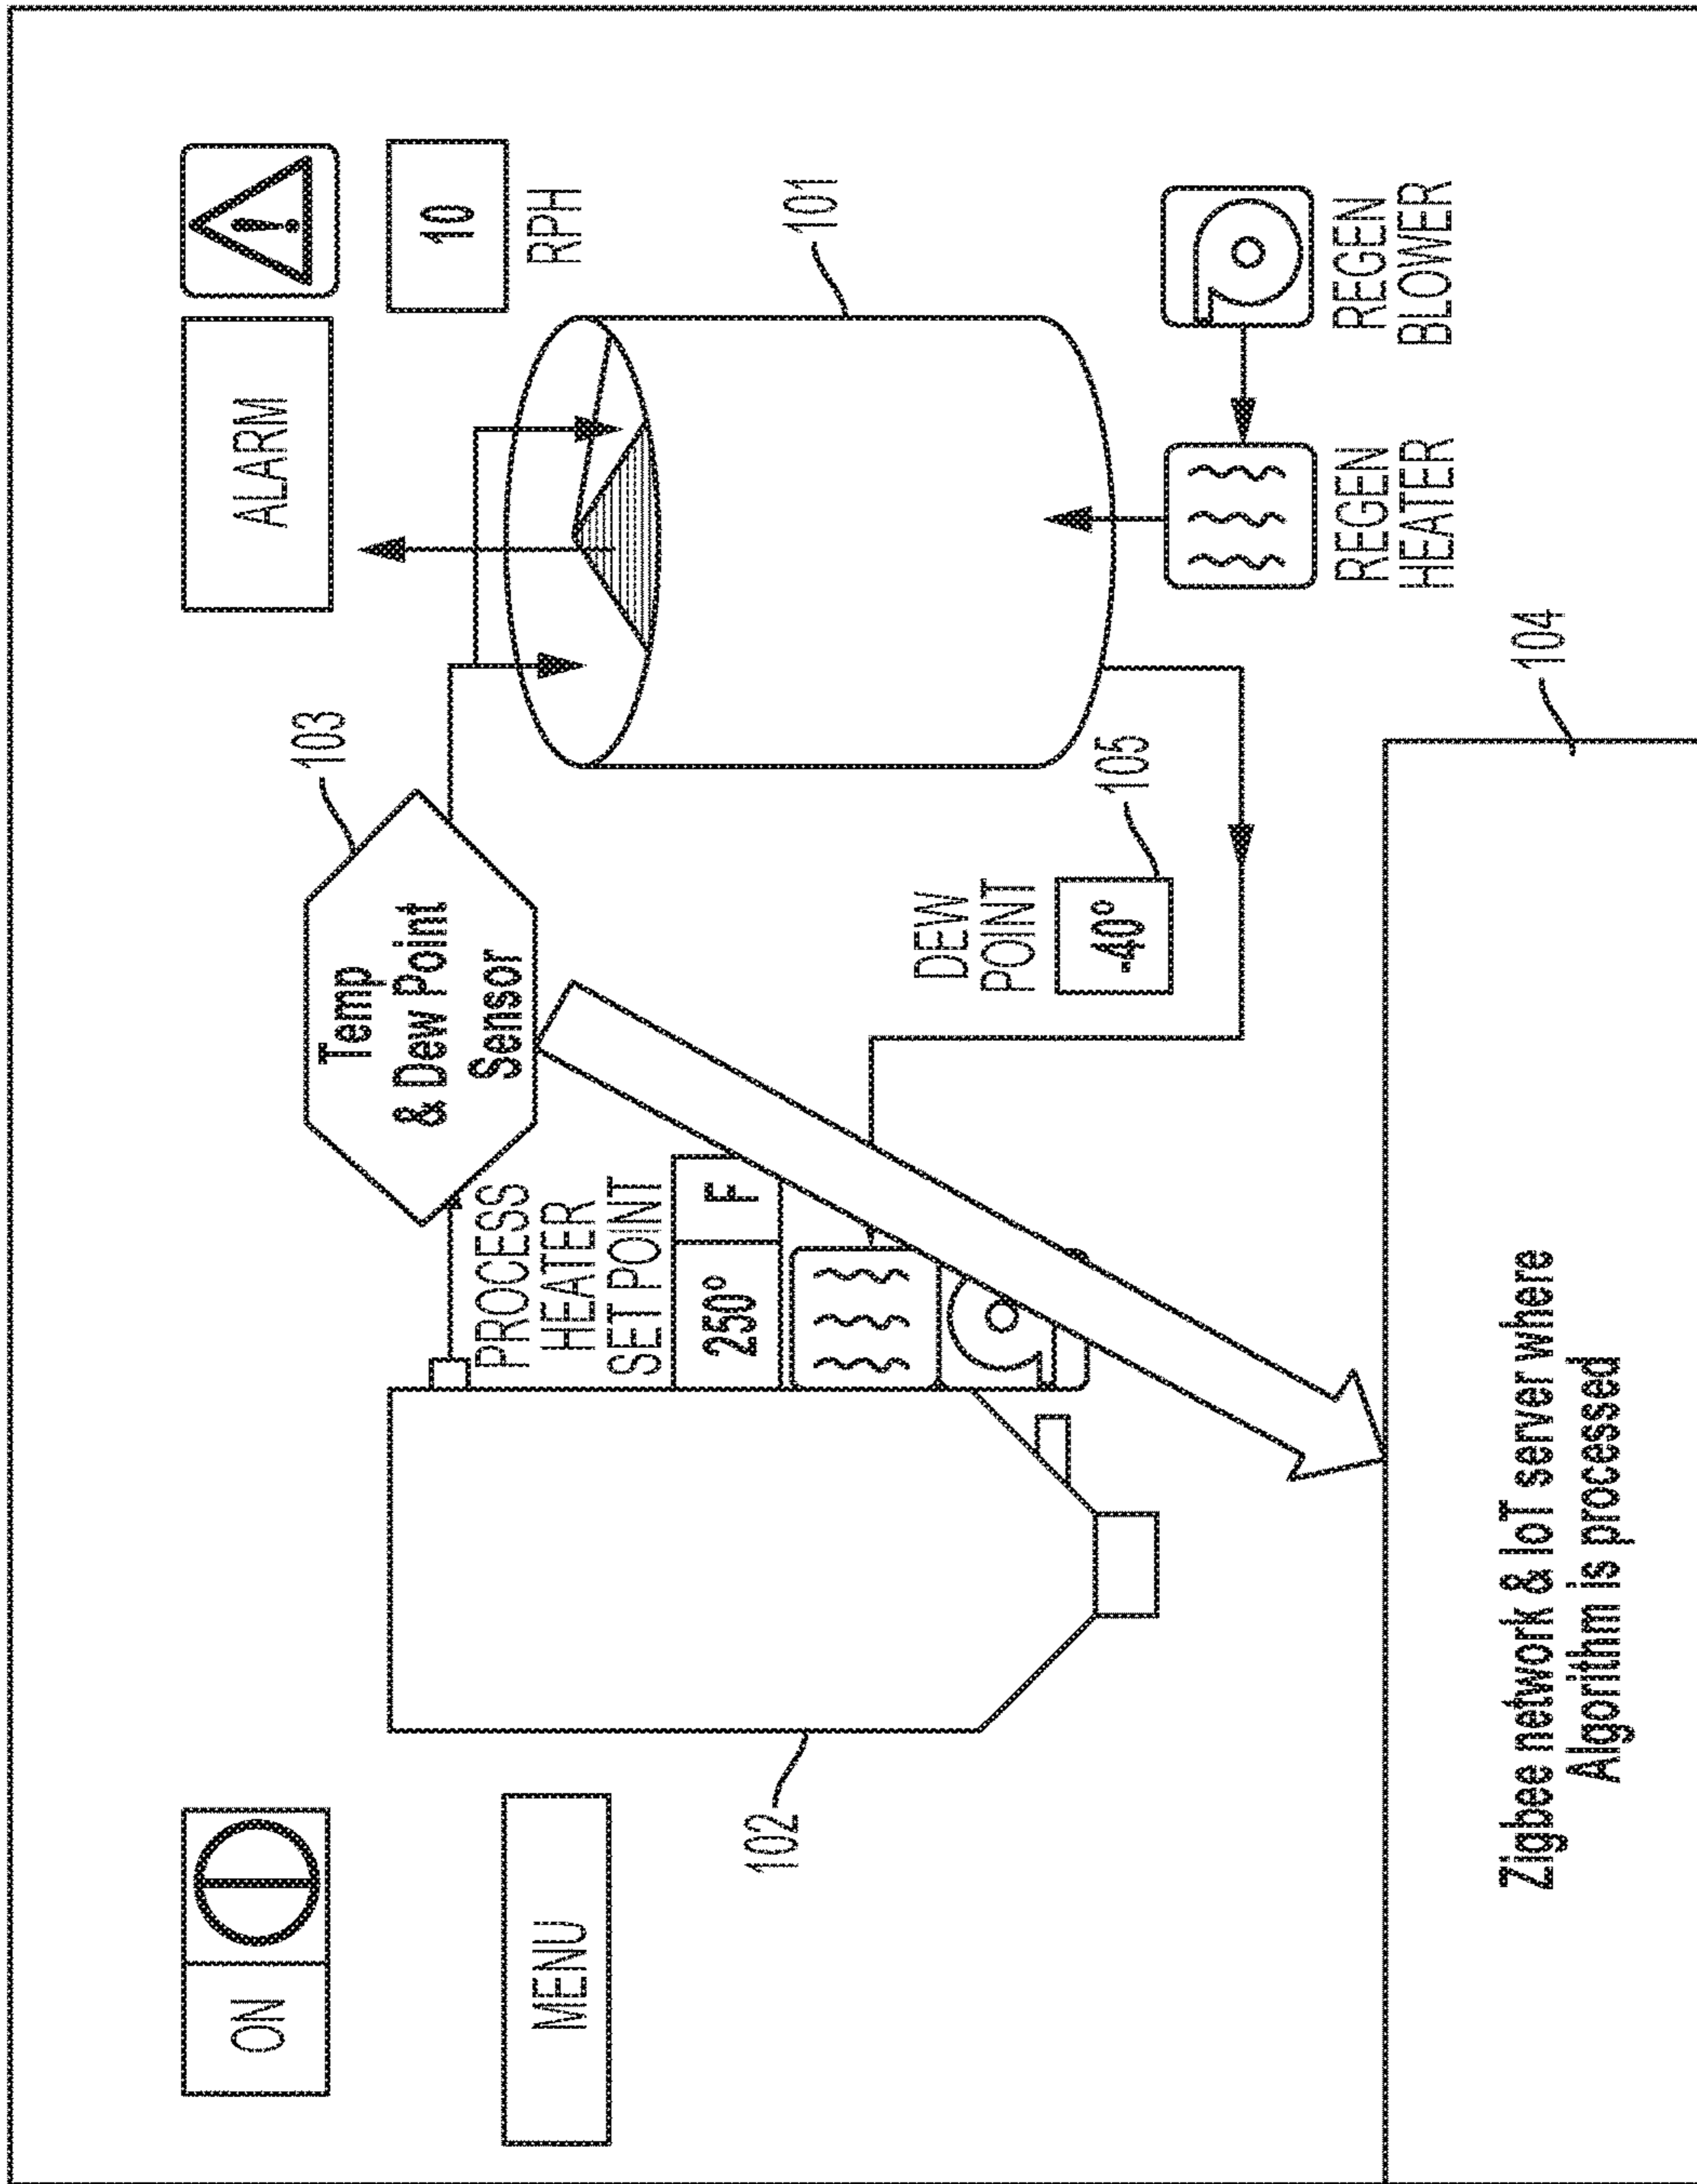 ON
ALARM
MENU
103
Temp
& Dew Point
Sensor
10
RPH
PROCESS
HEATER
SET POINT
250° F
102
101
DEW
POINT
-40°
105
REGEN
HEATER
REGEN
BLOWER
104
Zigbee network & IoT server where
Algorithm is processed